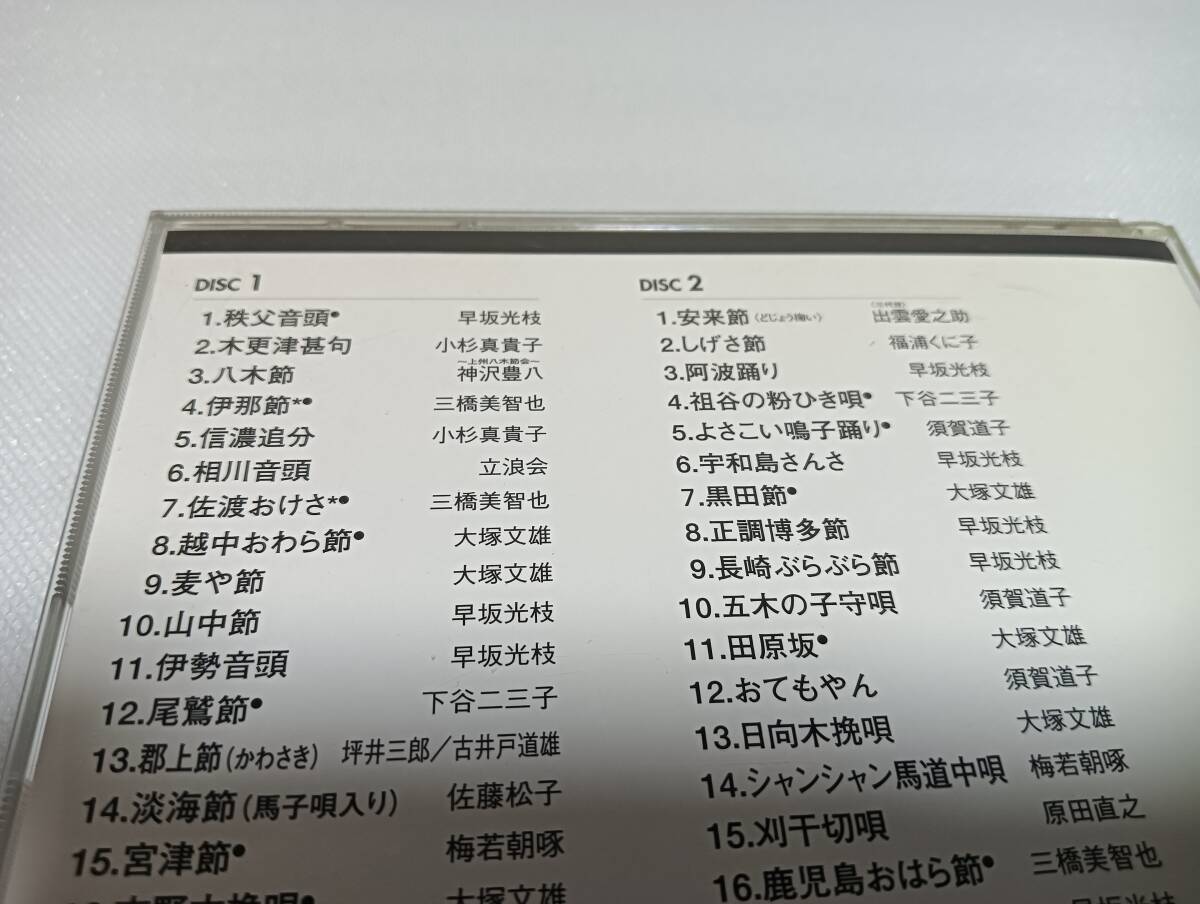 DISC 1
1.秩父音頭● 早坂光枝
2.木更津甚句 小杉真貴子
～上州八木節会～
3.八木節 神沢豊八
4.伊那節*● 三橋美智也
5.信濃追分 小杉真貴子
6.相川音頭 立浪会
7.佐渡おけさ*● 三橋美智也
8.越中おわら節● 大塚文雄
9.麦や節 大塚文雄
10.山中節 早坂光枝
11.伊勢音頭 早坂光枝
12.尾鷲節● 下谷二三子
13.郡上節(かわさき) 坪井三郎／古井戸道雄
14.淡海節(馬子唄入り) 佐藤松子
15.宮津節● 梅若朝啄
大塚文雄
DISC 2
1.安来節(どじょう掬い) 出雲愛之助
2.しげさ節 福浦くに子
3.阿波踊り 早坂光枝
4.祖谷の粉ひき唄● 下谷二三子
5.よさこい鳴子踊り● 須賀道子
6.宇和島さんさ 早坂光枝
7.黒田節● 大塚文雄
8.正調博多節 早坂光枝
9.長崎ぶらぶら節 早坂光枝
10.五木の子守唄 須賀道子
11.田原坂● 大塚文雄
12.おてもやん 須賀道子
13.日向木挽唄 大塚文雄
14.シャンシャン馬道中唄 梅若朝啄
15.刈干切唄 原田直之
16.鹿児島おはら節● 三橋美智也
早坂光枝